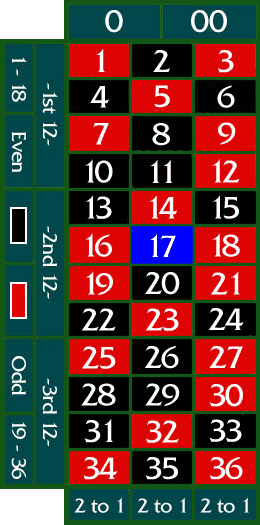 0 00
1 2 3
4 5 6
7 8 9
10 11 12
13 14 15
16 17 18
19 20 21
22 23 24
25 26 27
28 29 30
31 32 33
34 35 36
2 to 1 2 to 1 2 to 1
-1st 12-
-2nd 12-
-3rd 12-
1 - 18
Even
Odd
19 - 36